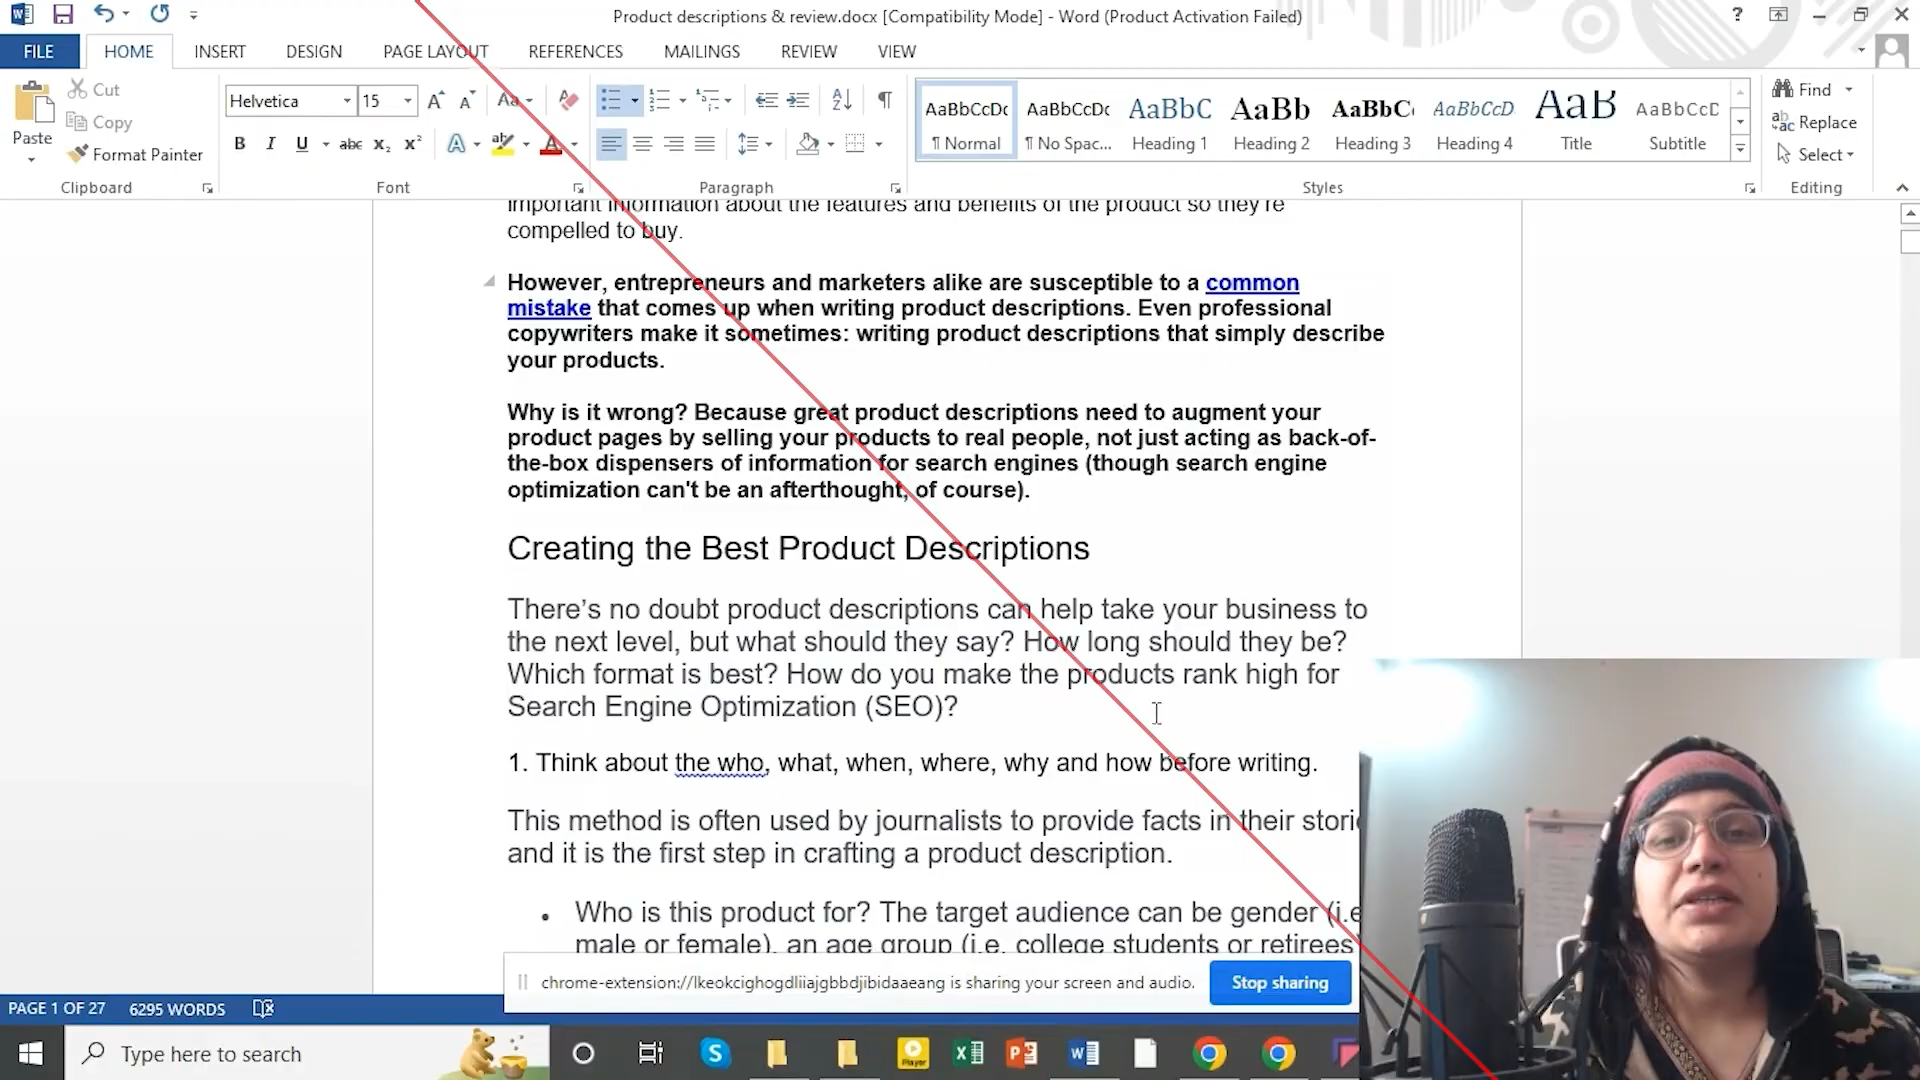 Product descriptions & review.docx [Compatibility Mode] - Word (Product Activation Failed)
FILE HOME INSERT DESIGN PAGE LAYOUT REFERENCES MAILINGS REVIEW VIEW
Paste
Cut
Copy
Format Painter
Clipboard
Helvetica 15
Font
Paragraph
AaBbCcDc AaBbCcDc AaBbC AaBb AaBbC AaBbCcD AaB AaBbCcD
¶ Normal ¶ No Spac... Heading 1 Heading 2 Heading 3 Heading 4 Title Subtitle
Styles
Find
Replace
Select
Editing
important information about the features and benefits of the product so they're
compelled to buy.
However, entrepreneurs and marketers alike are susceptible to a common
mistake that comes up when writing product descriptions. Even professional
copywriters make it sometimes: writing product descriptions that simply describe
your products.
Why is it wrong? Because great product descriptions need to augment your
product pages by selling your products to real people, not just acting as back-of-
the-box dispensers of information for search engines (though search engine
optimization can't be an afterthought, of course).
Creating the Best Product Descriptions
There's no doubt product descriptions can help take your business to
the next level, but what should they say? How long should they be?
Which format is best? How do you make the products rank high for
Search Engine Optimization (SEO)?
1. Think about the who, what, when, where, why and how before writing.
This method is often used by journalists to provide facts in their stori
and it is the first step in crafting a product description.
• Who is this product for? The target audience can be gender (i.e
male or female), an age group (i.e. college students or retirees)
chrome-extension://lkeokcighogdliiajgbbdjibidaaeang is sharing your screen and audio. Stop sharing
PAGE 1 OF 27 6295 WORDS
Type here to search
Player